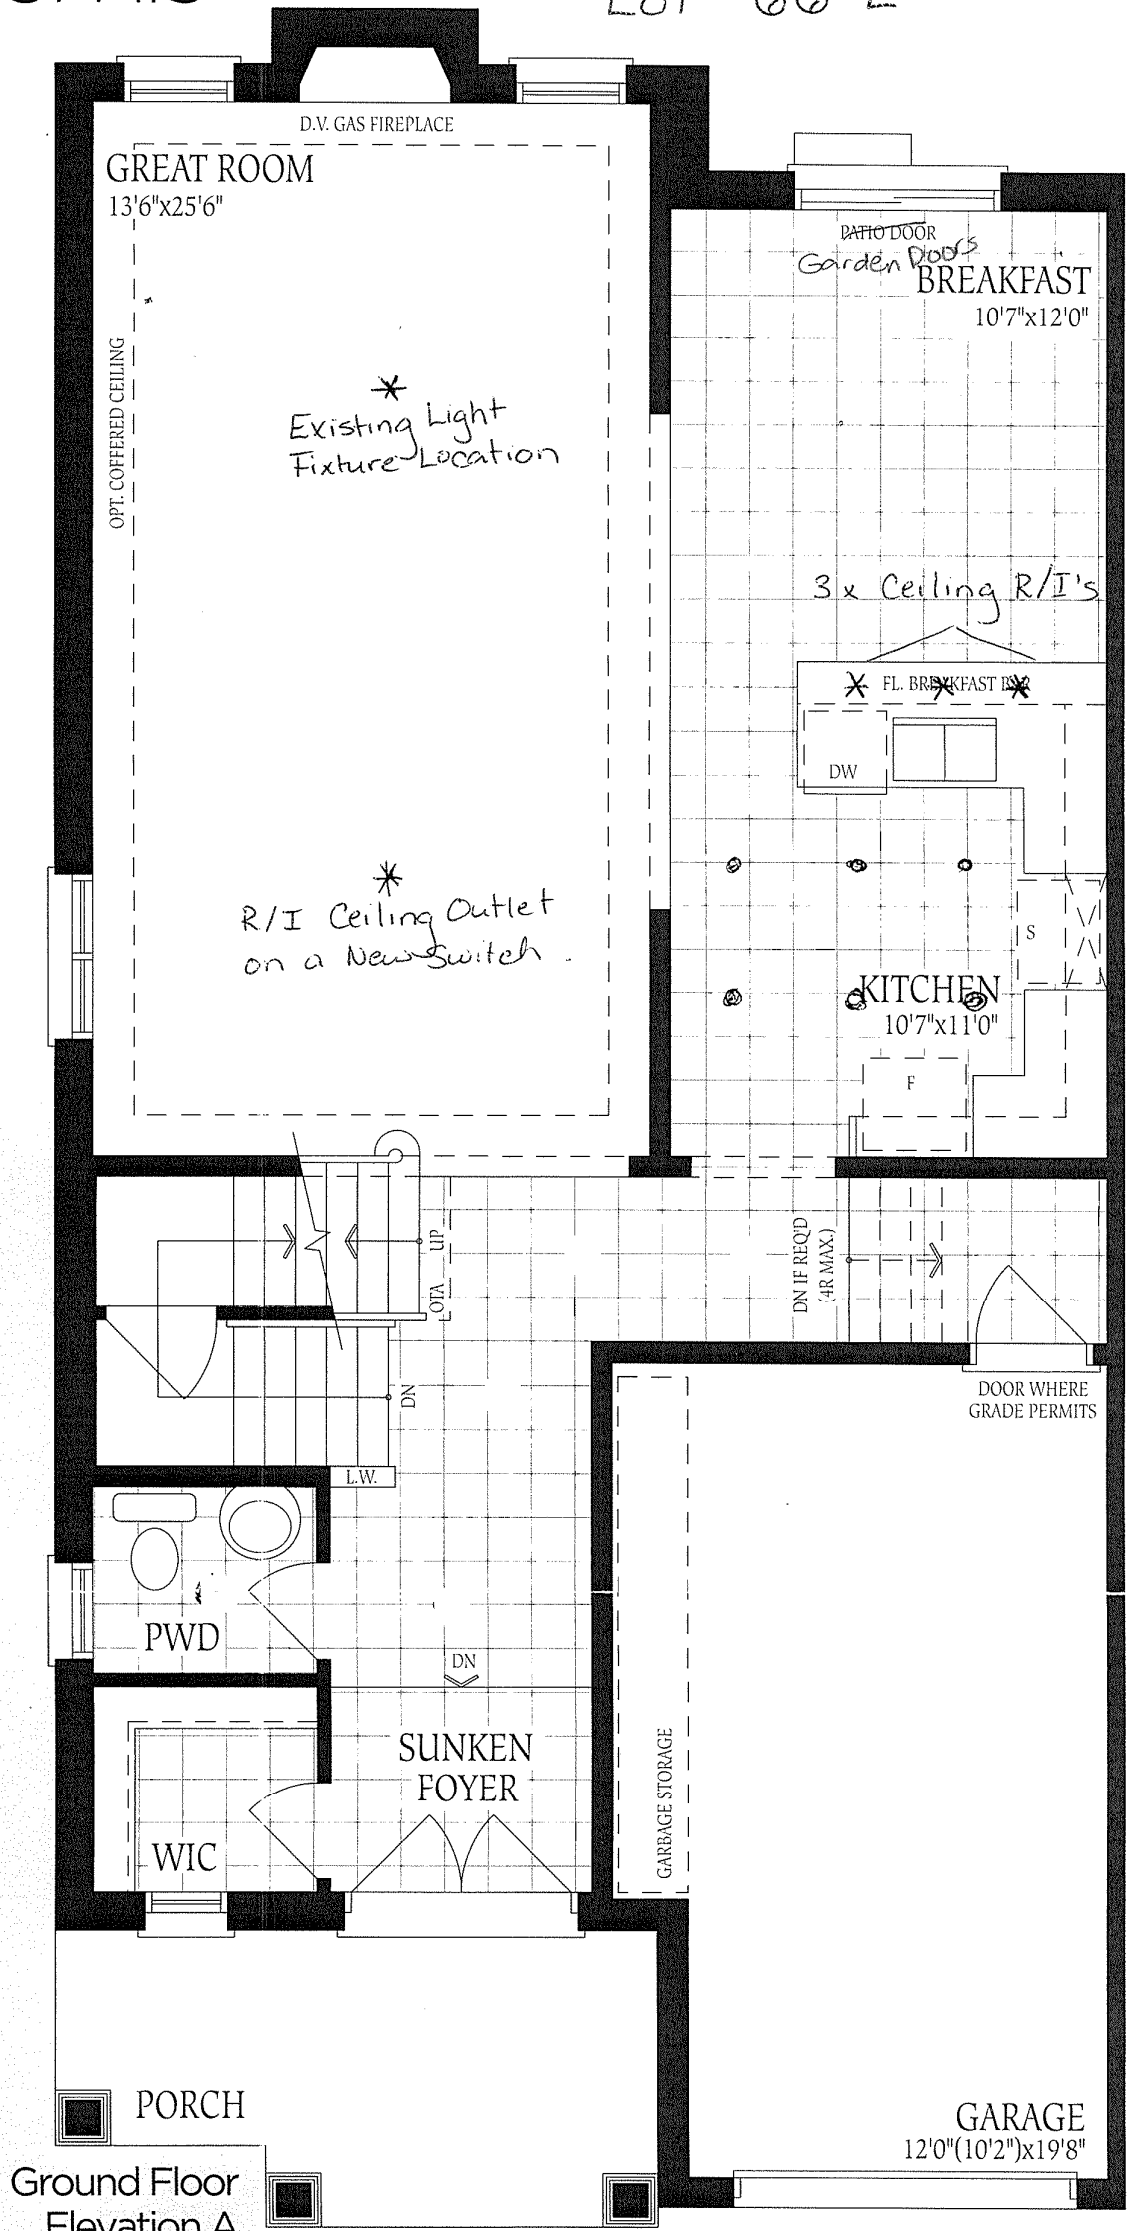 LOT 66 L
D.V. GAS FIREPLACE
GREAT ROOM
13'6"x25'6"
PATIO DOOR
Garden Doors
BREAKFAST
10'7"x12'0"
OPT. COFFERED CEILING
Existing Light
Fixture Location
3 x Ceiling R/I's
FL. BREAKFAST BAR
DW
R/I Ceiling Outlet
on a New Switch
S
KITCHEN
10'7"x11'0"
F
UP
OTA
DN IF REQ'D
(4R MAX.)
DN
DOOR WHERE
GRADE PERMITS
L.W.
PWD
DN
SUNKEN
FOYER
GARBAGE STORAGE
WIC
PORCH
GARAGE
12'0"(10'2")x19'8"
Ground Floor
Elevation A